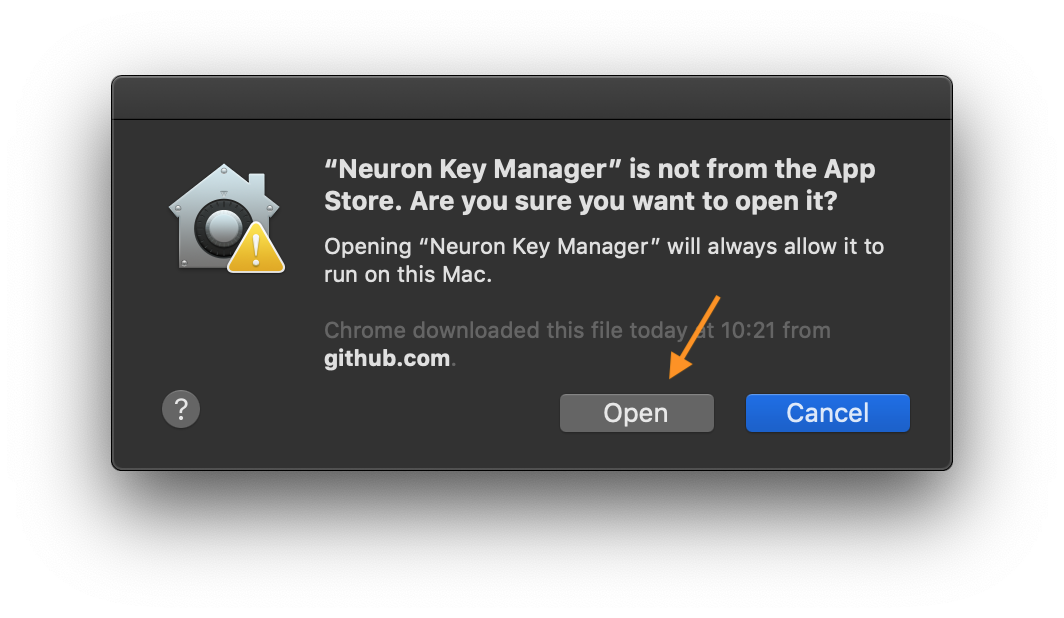 “Neuron Key Manager” is not from the App
Store. Are you sure you want to open it?
Opening “Neuron Key Manager” will always allow it to
run on this Mac.
Chrome downloaded this file today at 10:21 from
github.com.
?
Open
Cancel